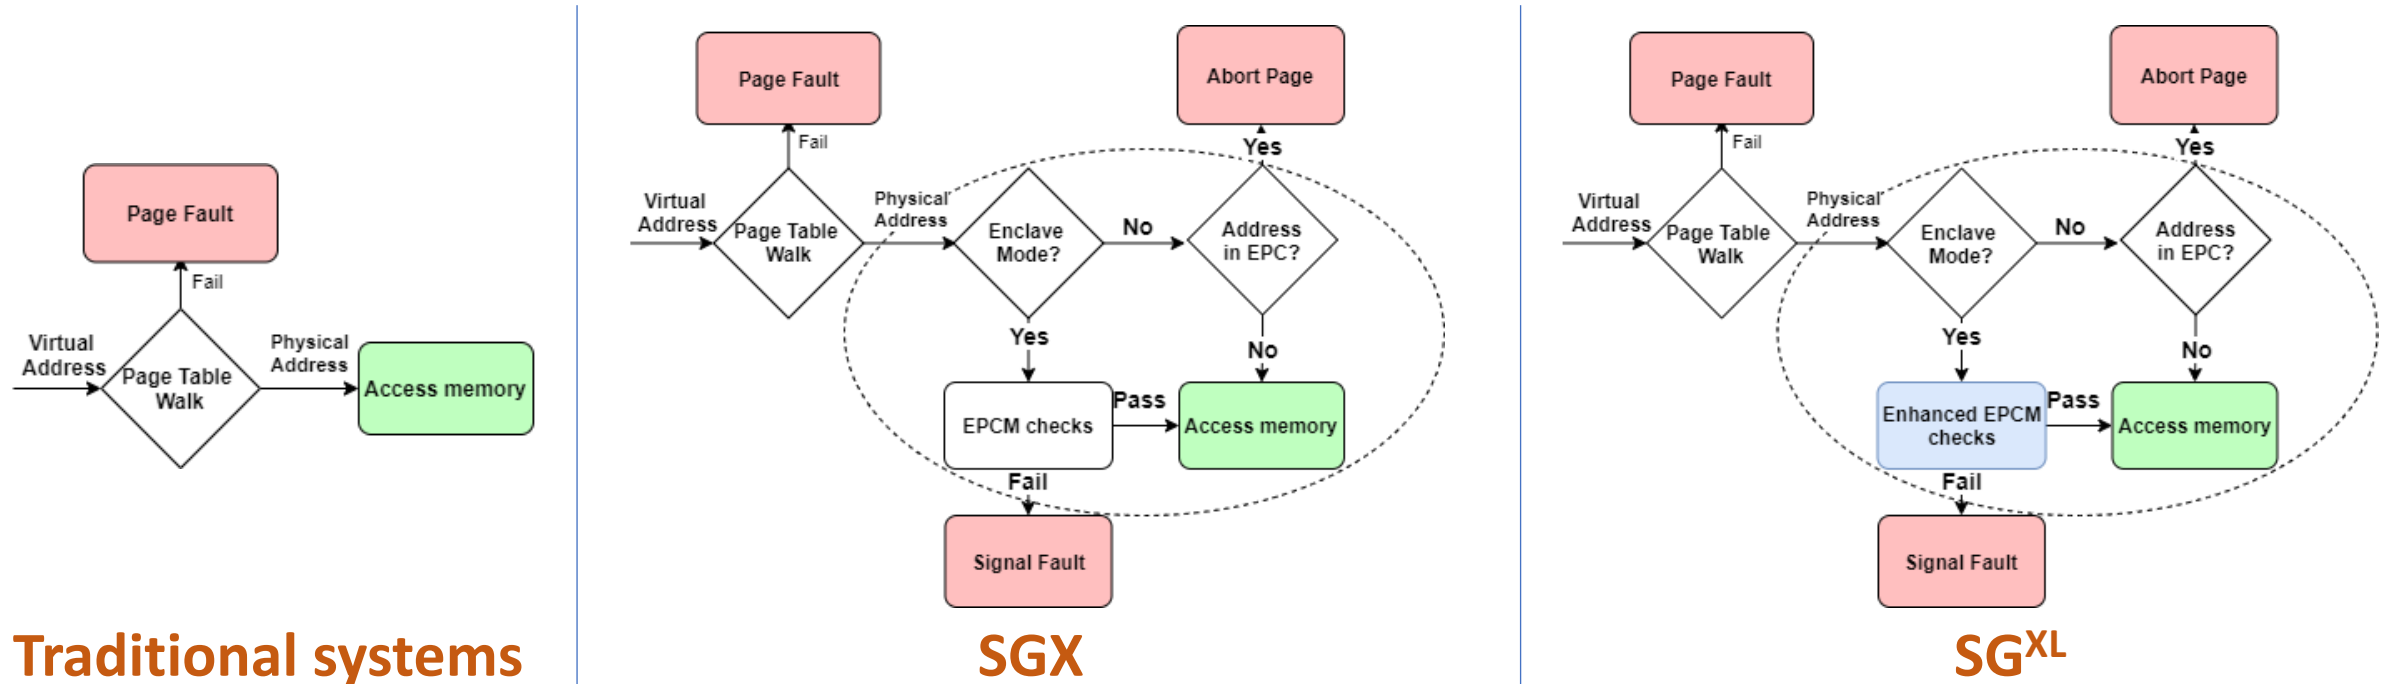 Page Fault
Fail
Virtual
Address
Page Table
Walk
Physical
Address
Access memory
Traditional systems
Page Fault
Fail
Virtual
Address
Page Table
Walk
Physical
Address
Enclave
Mode?
No
Address
in EPC?
Yes
Abort Page
Yes
No
EPCM checks
Pass
Access memory
Fail
Signal Fault
SGX
Page Fault
Fail
Virtual
Address
Page Table
Walk
Physical
Address
Enclave
Mode?
No
Address
in EPC?
Yes
Abort Page
Yes
No
Enhanced EPCM
checks
Pass
Access memory
Fail
Signal Fault
SGXL